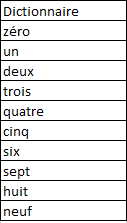 Dictionnaire
zéro
un
deux
trois
quatre
cinq
six
sept
huit
neuf